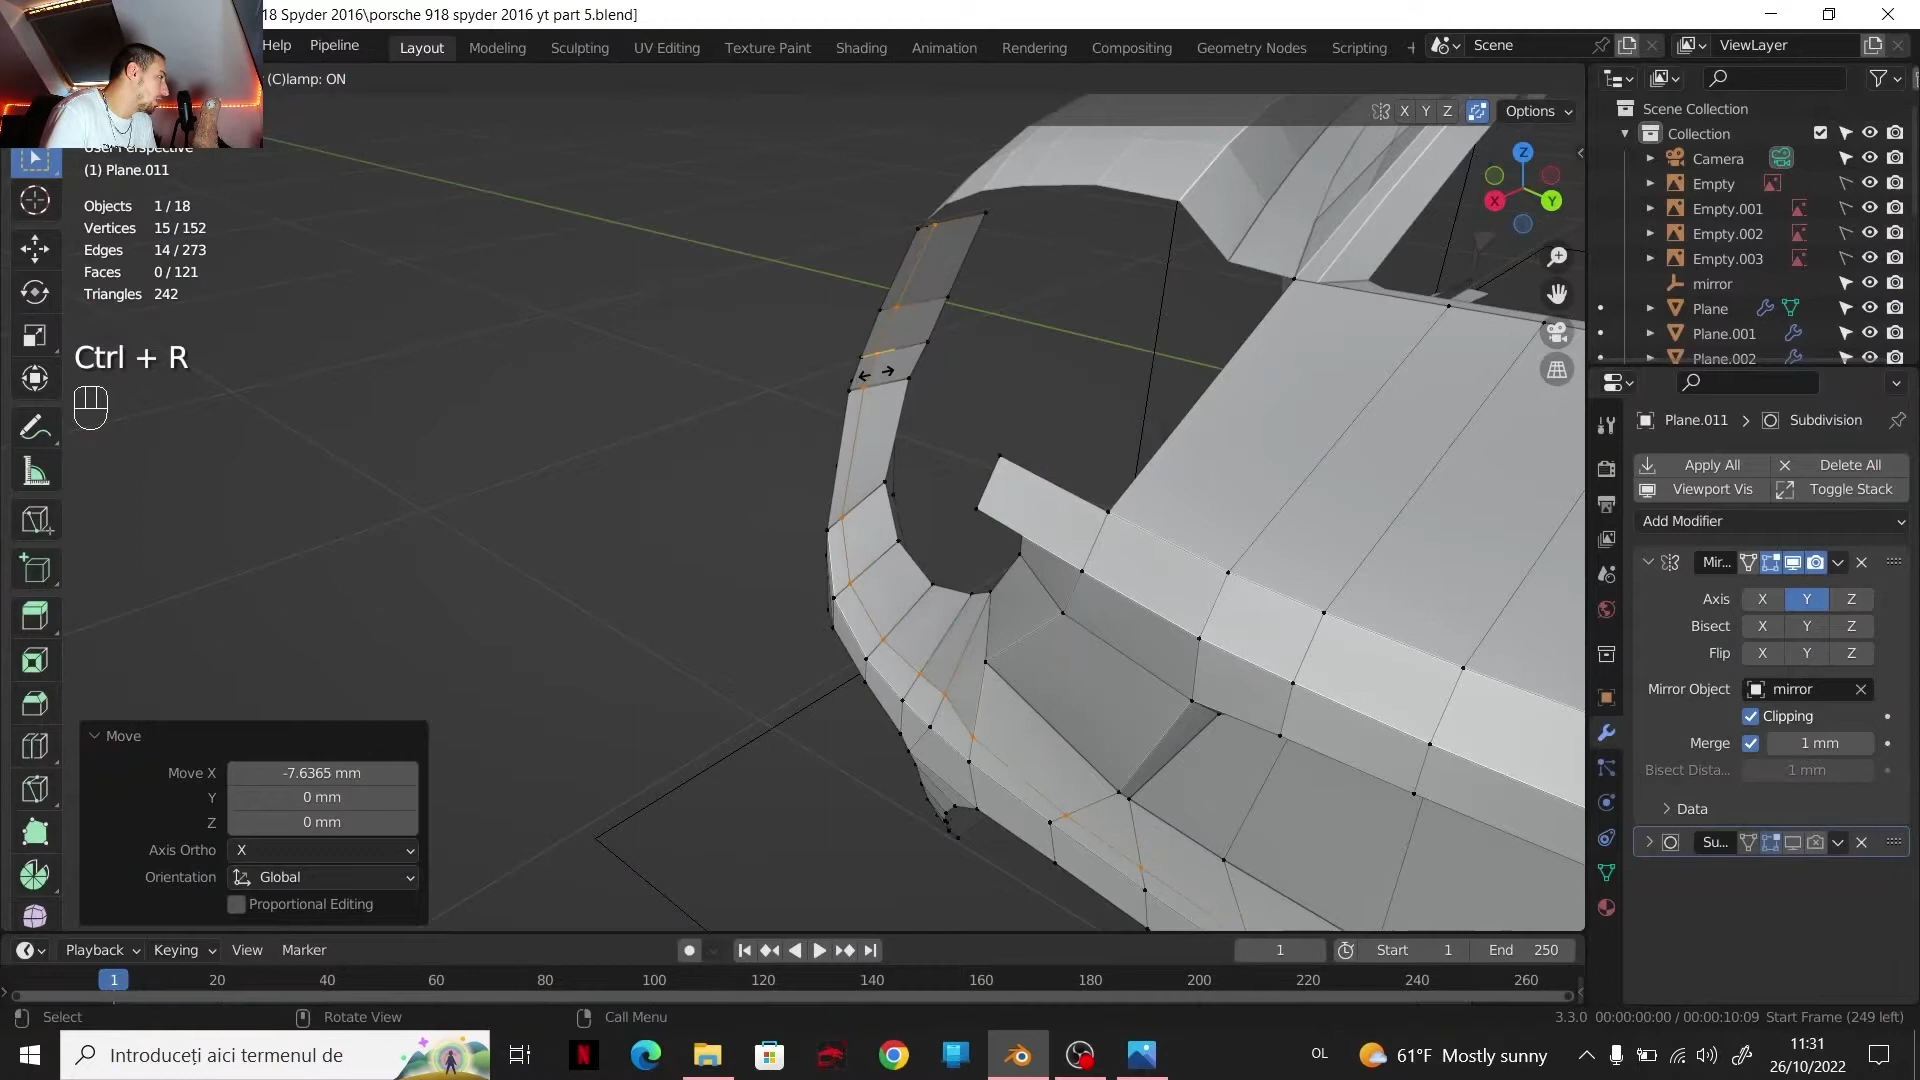 18 Spyder 2016\porsche 918 spyder 2016 yt part 5.blend]
Help Pipeline Layout Modeling Sculpting UV Editing Texture Paint Shading Animation Rendering Compositing Geometry Nodes Scripting + Scene ViewLayer
(C)lamp: ON
X Y Z Options
User Perspective
(1) Plane.011
Objects 1 / 18
Vertices 15 / 152
Edges 14 / 273
Faces 0 / 121
Triangles 242
Ctrl + R
Z
X Y
Scene Collection
Collection
Camera
Empty
Empty.001
Empty.002
Empty.003
mirror
Plane
Plane.001
Plane.002
Plane.011 > Subdivision
Apply All Delete All
Viewport Vis Toggle Stack
Add Modifier
Mir...
Axis X Y Z
Bisect X Y Z
Flip X Y Z
Mirror Object mirror
Clipping
Merge 1 mm
Bisect Dista... 1 mm
Data
Su...
Move
Move X -7.6365 mm
Y 0 mm
Z 0 mm
Axis Ortho X
Orientation Global
Proportional Editing
Playback Keying View Marker 1 Start 1 End 250
1 20 40 60 80 100 120 140 160 180 200 220 240 260
Select Rotate View Call Menu 3.3.0 00:00:00:00 / 00:00:10:09 Start Frame (249 left)
Introduceți aici termenul de OL 61°F Mostly sunny 11:31
26/10/2022